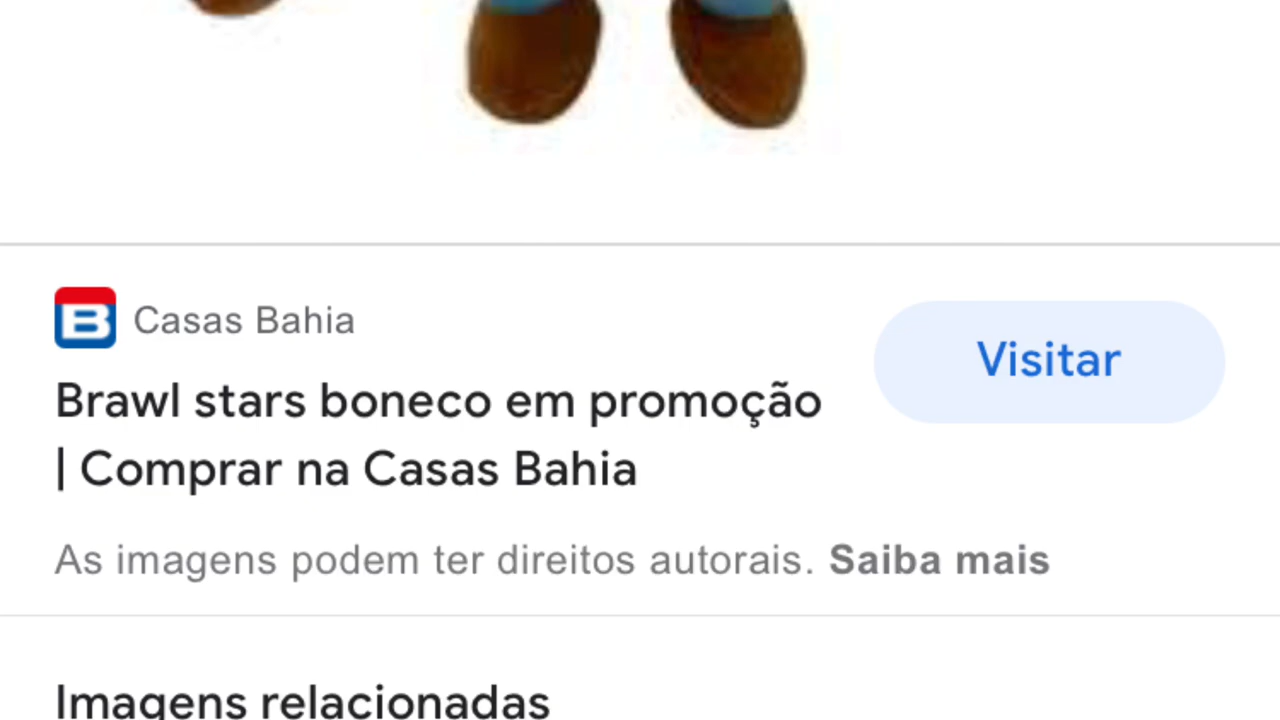 B Casas Bahia
Visitar
Brawl stars boneco em promoção
| Comprar na Casas Bahia
As imagens podem ter direitos autorais. Saiba mais
Imagens relacionadas